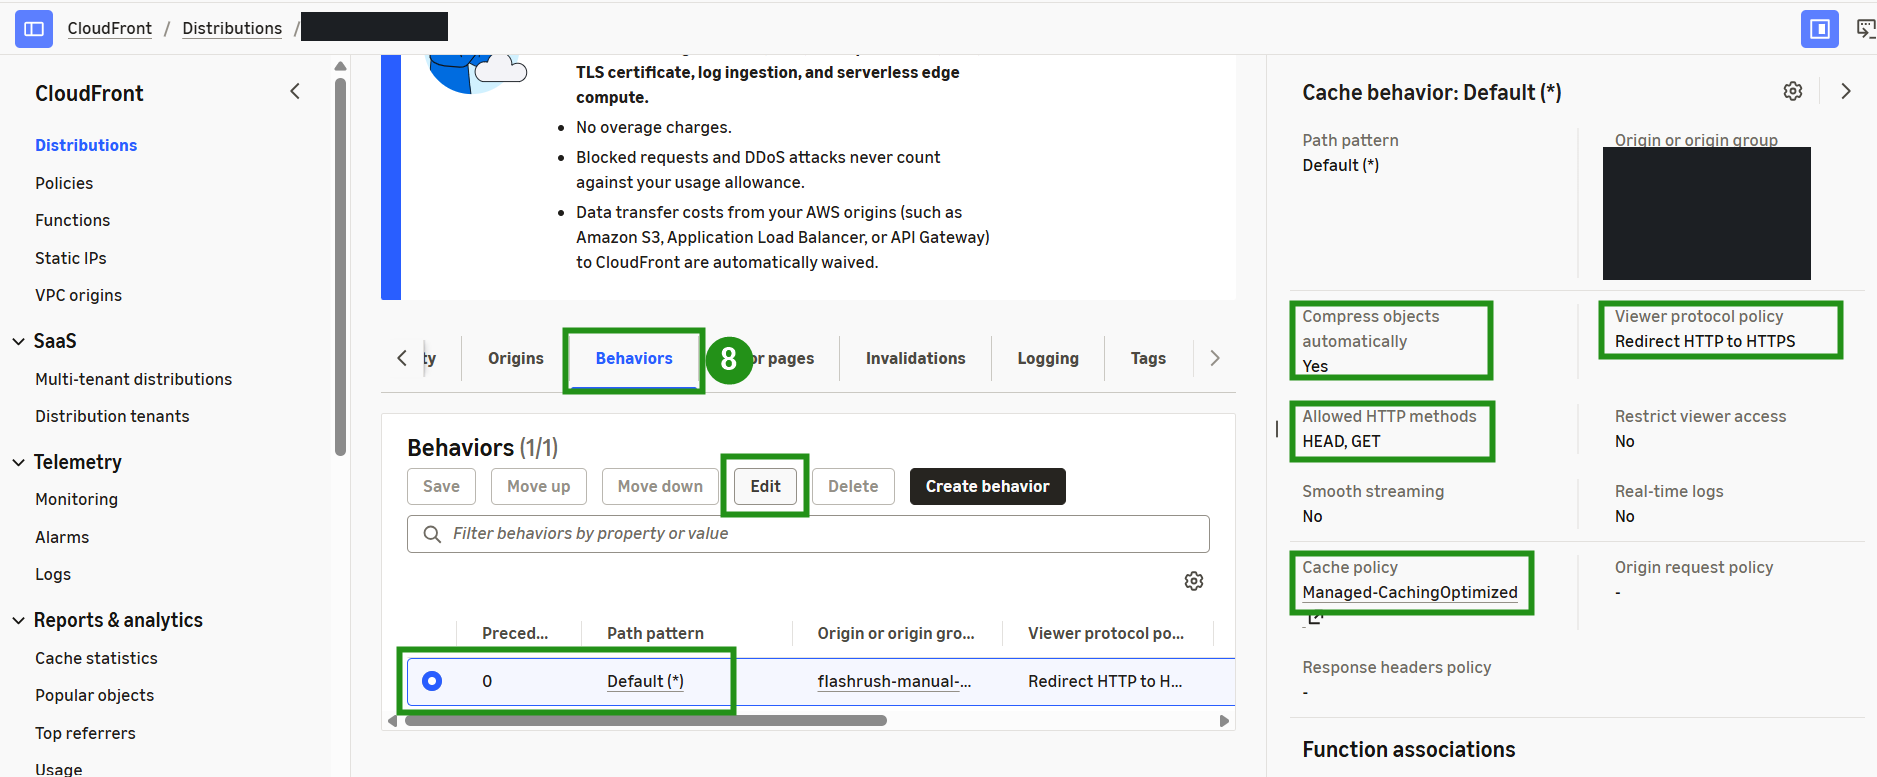 CloudFront / Distributions /
CloudFront
Distributions
Policies
Functions
Static IPs
VPC origins
SaaS
Multi-tenant distributions
Distribution tenants
Telemetry
Monitoring
Alarms
Logs
Reports & analytics
Cache statistics
Popular objects
Top referrers
Usage
TLS certificate, log ingestion, and serverless edge
compute.
No overage charges.
Blocked requests and DDoS attacks never count
against your usage allowance.
Data transfer costs from your AWS origins (such as
Amazon S3, Application Load Balancer, or API Gateway)
to CloudFront are automatically waived.
ty Origins Behaviors 8 or pages Invalidations Logging Tags
Behaviors (1/1)
Save Move up Move down Edit Delete Create behavior
Filter behaviors by property or value
Preced... Path pattern Origin or origin gro... Viewer protocol po...
0 Default (*) flashrush-manual-... Redirect HTTP to H...
Cache behavior: Default (*)
Path pattern
Default (*)
Origin or origin group
Compress objects
automatically
Yes
Viewer protocol policy
Redirect HTTP to HTTPS
Allowed HTTP methods
HEAD, GET
Restrict viewer access
No
Smooth streaming
No
Real-time logs
No
Cache policy
Managed-CachingOptimized
Origin request policy
-
Response headers policy
-
Function associations